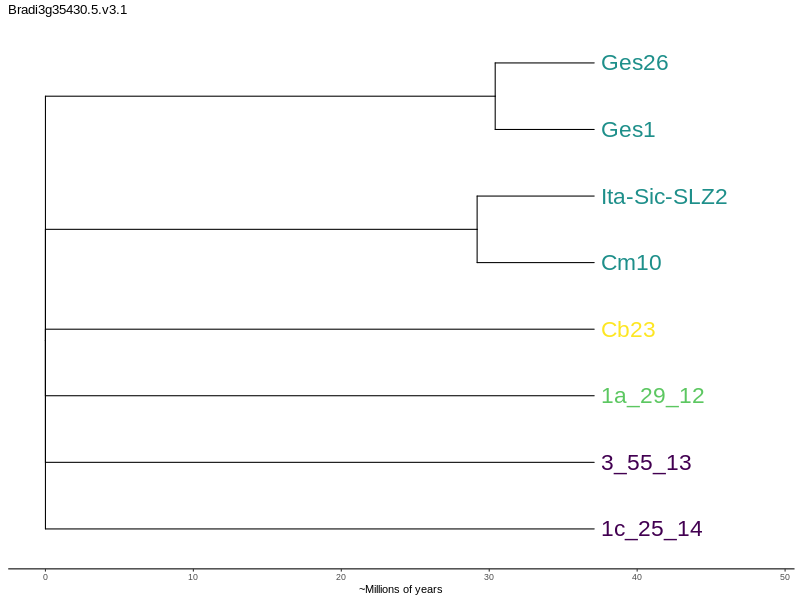 Bradi3g35430.5.v3.1
Ges26
Ges1
Ita-Sic-SLZ2
Cm10
Cb23
1a_29_12
3_55_13
1c_25_14
0 10 20 30 40 50
~Millions of years